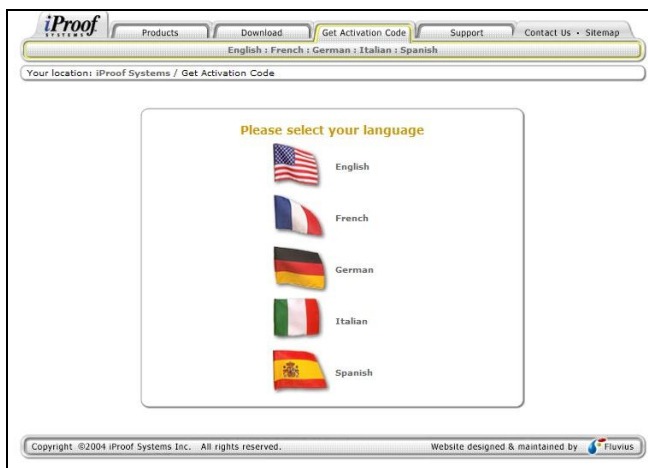 iProof
SYSTEMS
Products
Download
Get Activation Code
Support
Contact Us • Sitemap
English : French : German : Italian : Spanish
Your location: iProof Systems / Get Activation Code
Please select your language
English
French
German
Italian
Spanish
Copyright ©2004 iProof Systems Inc. All rights reserved.
Website designed & maintained by Fluvius